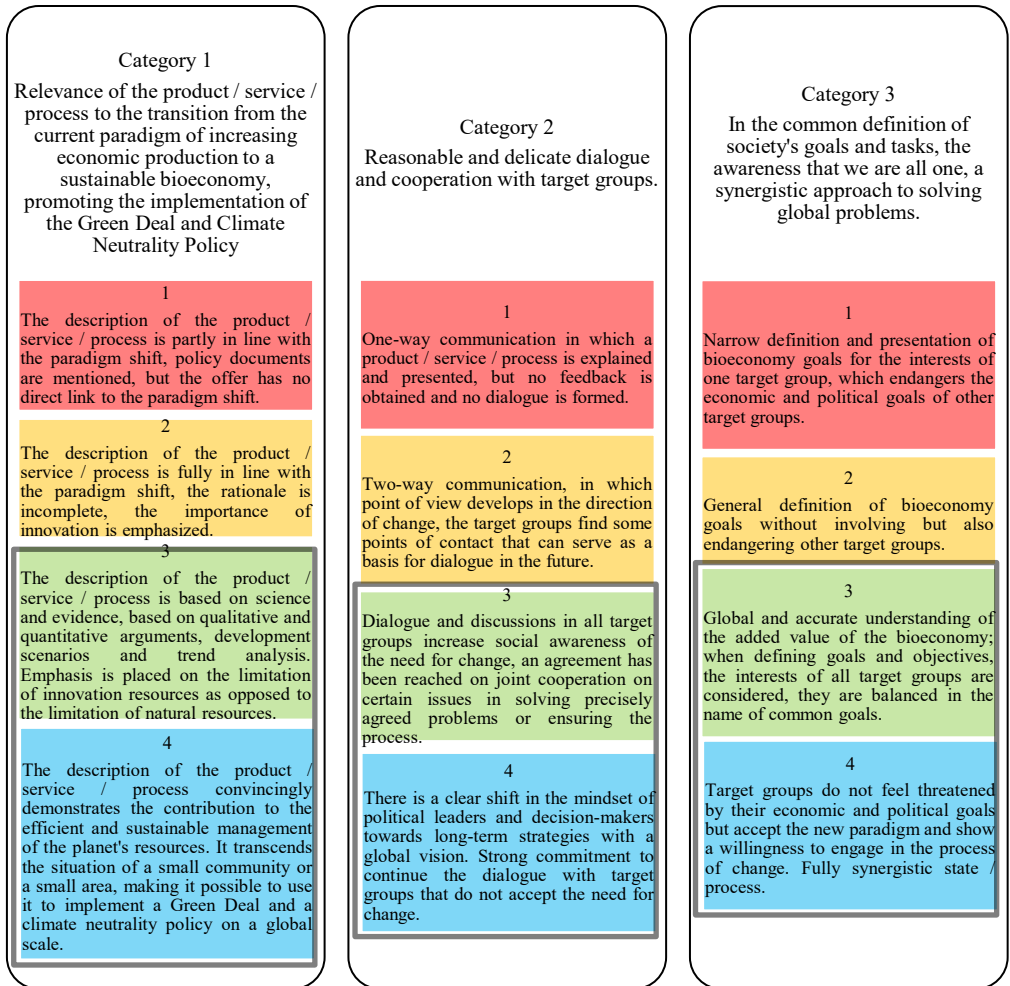 Category 1
Relevance of the product / service /
process to the transition from the
current paradigm of increasing
economic production to a
sustainable bioeconomy,
promoting the implementation of
the Green Deal and Climate
Neutrality Policy
1
The description of the product /
service / process is partly in line with
the paradigm shift, policy documents
are mentioned, but the offer has no
direct link to the paradigm shift.
2
The description of the product /
service / process is fully in line with
the paradigm shift, the rationale is
incomplete, the importance of
innovation is emphasized.
3
The description of the product /
service / process is based on science
and evidence, based on qualitative and
quantitative arguments, development
scenarios and trend analysis.
Emphasis is placed on the limitation
of innovation resources as opposed to
the limitation of natural resources.
4
The description of the product /
service / process convincingly
demonstrates the contribution to the
efficient and sustainable management
of the planet's resources. It transcends
the situation of a small community or
a small area, making it possible to use
it to implement a Green Deal and a
climate neutrality policy on a global
scale.
Category 2
Reasonable and delicate dialogue
and cooperation with target groups.
1
One-way communication in which a
product / service / process is explained
and presented, but no feedback is
obtained and no dialogue is formed.
2
Two-way communication, in which
point of view develops in the direction
of change, the target groups find some
points of contact that can serve as a
basis for dialogue in the future.
3
Dialogue and discussions in all target
groups increase social awareness of
the need for change, an agreement has
been reached on joint cooperation on
certain issues in solving precisely
agreed problems or ensuring the
process.
4
There is a clear shift in the mindset of
political leaders and decision-makers
towards long-term strategies with a
global vision. Strong commitment to
continue the dialogue with target
groups that do not accept the need for
change.
Category 3
In the common definition of
society's goals and tasks, the
awareness that we are all one, a
synergistic approach to solving
global problems.
1
Narrow definition and presentation of
bioeconomy goals for the interests of
one target group, which endangers the
economic and political goals of other
target groups.
2
General definition of bioeconomy
goals without involving but also
endangering other target groups.
3
Global and accurate understanding of
the added value of the bioeconomy;
when defining goals and objectives,
the interests of all target groups are
considered, they are balanced in the
name of common goals.
4
Target groups do not feel threatened
by their economic and political goals
but accept the new paradigm and show
a willingness to engage in the process
of change. Fully synergistic state /
process.